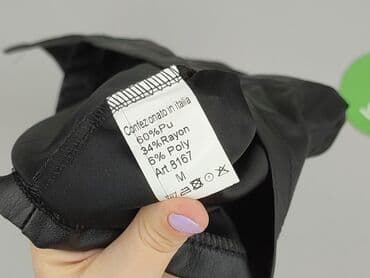 Confezionato in Italia
60%Pu
34%Rayon
6% Poly
Art.8167
M